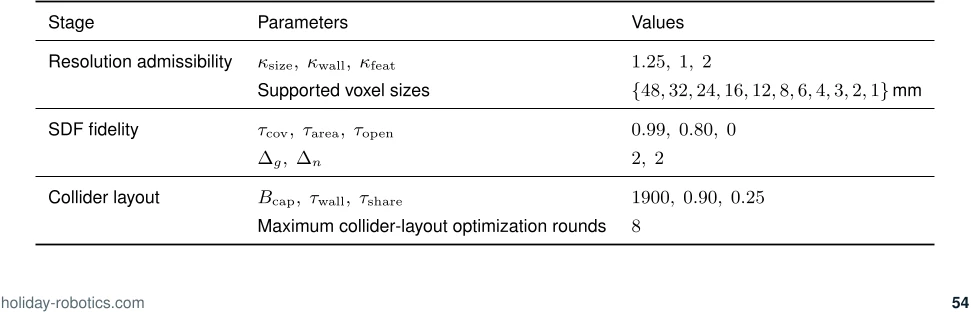 Stage Parameters Values
Resolution admissibility κsize, κwall, κfeat 1.25, 1, 2
Supported voxel sizes {48, 32, 24, 16, 12, 8, 6, 4, 3, 2, 1} mm
SDF fidelity τcov, τarea, τopen 0.99, 0.80, 0
Δg, Δn 2, 2
Collider layout Bcap, τwall, τshare 1900, 0.90, 0.25
Maximum collider-layout optimization rounds 8
holiday-robotics.com 54